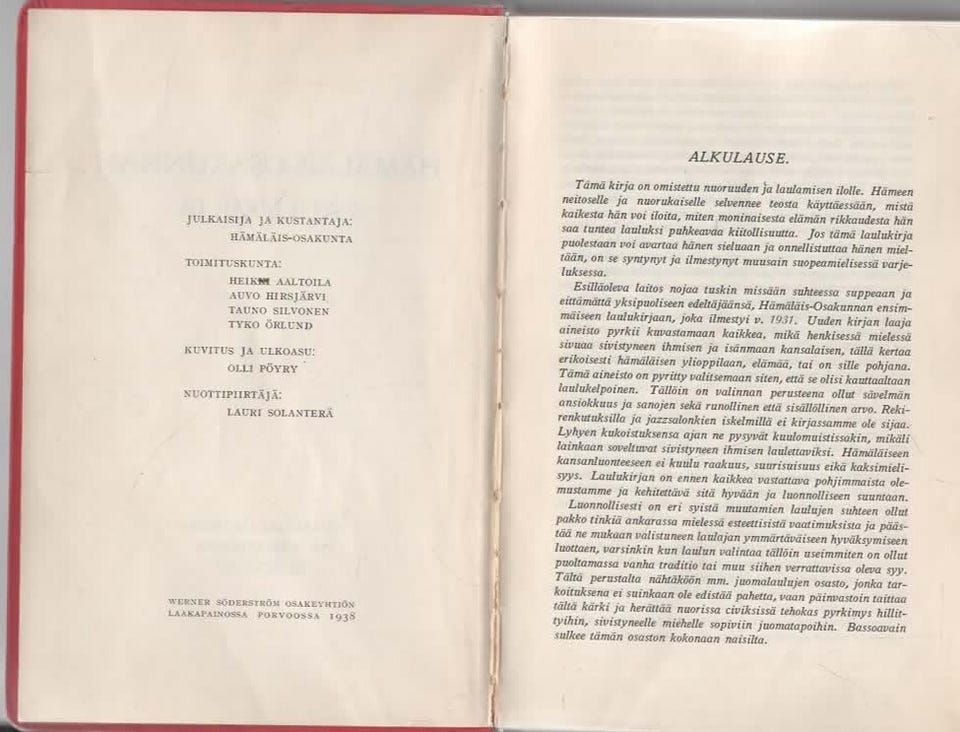 JULKAISIJA JA KUSTANTAJA:
HÄMÄLÄIS-OSAKUNTA
TOIMITUSKUNTA:
HEIKKI AALTOILA
AUVO HIRSJÄRVI
TAUNO SILVONEN
TYKO ÖRLUND
KUVITUS JA ULKOASU:
OLLI PÖYRY
NUOTTIPIIRTÄJÄ:
LAURI SOLANTERÄ
WERNER SÖDERSTRÖM OSAKEYHTIÖN
LAAKAPAINOSSA PORVOOSSA 1938
ALKULAUSE.
Tämä kirja on omistettu nuoruuden ja laulamisen ilolle. Hämeen
neitoselle ja nuorukaiselle selvennee teosta käyttäessään, mistä
kaikesta hän voi iloita, miten moninaisesta elämän rikkaudesta hän
saa tuntea lauluksi puhkeavaa kiitollisuutta. Jos tämä laulukirja
puolestaan voi avartaa hänen sieluaan ja onnellistuttaa hänen miel-
tään, on se syntynyt ja ilmestynyt muusain suopeamielisessä varje-
luksessa.
Esilläoleva laitos nojaa tuskin missään suhteessa suppeaan ja
eittämättä yksipuoliseen edeltäjäänsä, Hämäläis-Osakunnan ensim-
mäiseen laulukirjaan, joka ilmestyi v. 1931. Uuden kirjan laaja
aineisto pyrkii kuvastamaan kaikkea, mikä henkisessä mielessä
sivuaa sivistyneen ihmisen ja isänmaan kansalaisen, tällä kertaa
erikoisesti hämäläisen ylioppilaan, elämää, tai on sille pohjana.
Tämä aineisto on pyritty valitsemaan siten, että se olisi kauttaaltaan
laulukelpoinen. Tällöin on valinnan perusteena ollut sävelmän
ansiokkuus ja sanojen sekä runollinen että sisällöllinen arvo. Reki-
renkutuksilla ja jazzsalonkien iskelmillä ei kirjassamme ole sijaa.
Lyhyen kukoistuksensa ajan ne pysyvät kuulomuistissakin, mikäli
lainkaan soveltuvat sivistyneen ihmisen laulettaviksi. Hämäläiseen
kansanluonteeseen ei kuulu raakuus, suurisuisuus eikä kaksimieli-
syys. Laulukirjan on ennen kaikkea vastattava pohjimmaista ole-
mustamme ja kehitettävä sitä hyvään ja luonnolliseen suuntaan.
Luonnollisesti on eri syistä muutamien laulujen suhteen ollut
pakko tinkiä ankarassa mielessä esteettisistä vaatimuksista ja pääs-
tää ne mukaan valistuneen laulajan ymmärtäväiseen hyväksymiseen
luottaen, varsinkin kun laulun valintaa tällöin useimmiten on ollut
puoltamassa vanha traditio tai muu siihen verrattavissa oleva syy.
Tältä perustalta nähtäköön mm. juomalaulujen osasto, jonka tar-
koituksena ei suinkaan ole edistää pahetta, vaan päinvastoin taittaa
tältä kärki ja herättää nuorissa civiksissä tehokas pyrkimys hillit-
tyihin, sivistyneelle miehelle sopiviin juomatapoihin. Bassoavain
sulkee tämän osaston kokonaan naisilta.